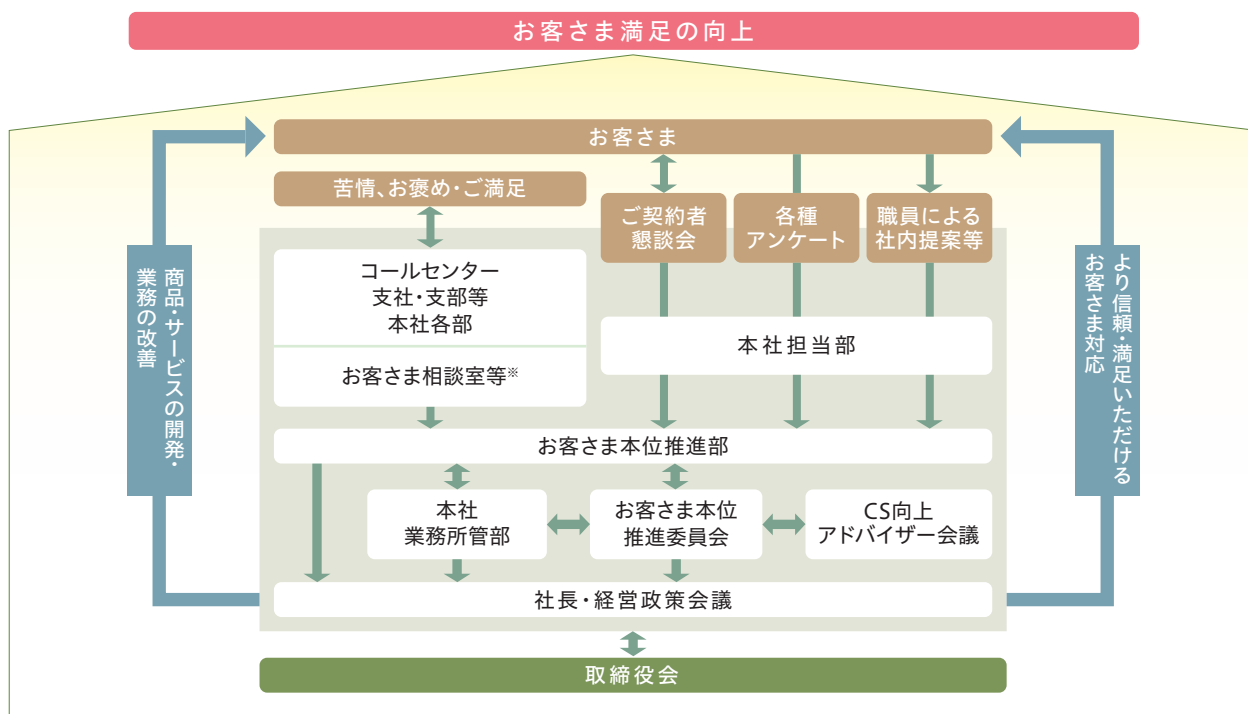 お客さま満足の向上
お客さま
苦情、お褒め・ご満足
ご契約者
懇談会
各種
アンケート
職員による
社内提案等
コールセンター
支社・支部等
本社各部
お客さま相談室等※
本社担当部
商品・サービスの開発・
業務の改善
より信頼・満足いただける
お客さま対応
お客さま本位推進部
本社
業務所管部
お客さま本位
推進委員会
CS向上
アドバイザー会議
社長・経営政策会議
取締役会